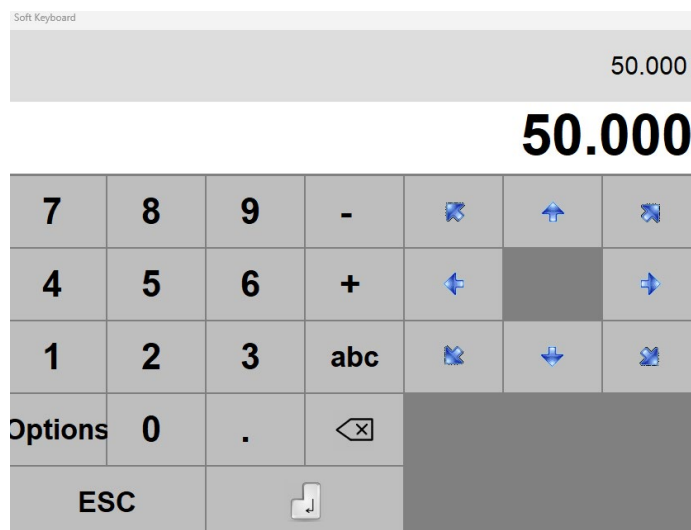 Soft Keyboard
50.000
50.000
7 8 9 -
4 5 6 +
1 2 3 abc
Options 0 .
ESC